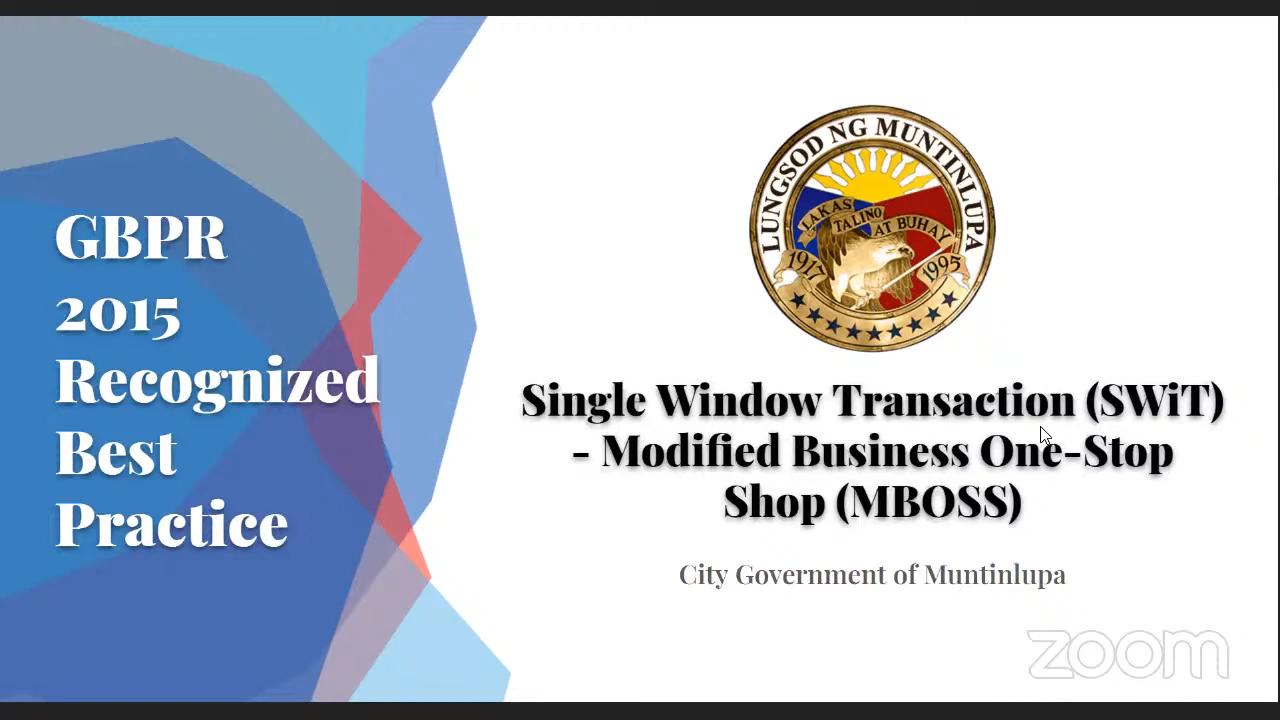 GBPR
2015
Recognized
Best
Practice
LUNGSOD NG MUNTINLUPA
LAKAS
TALINO
AT BUHAY
1917
1995
Single Window Transaction (SWiT)
- Modified Business One-Stop
Shop (MBOSS)
City Government of Muntinlupa
zoom